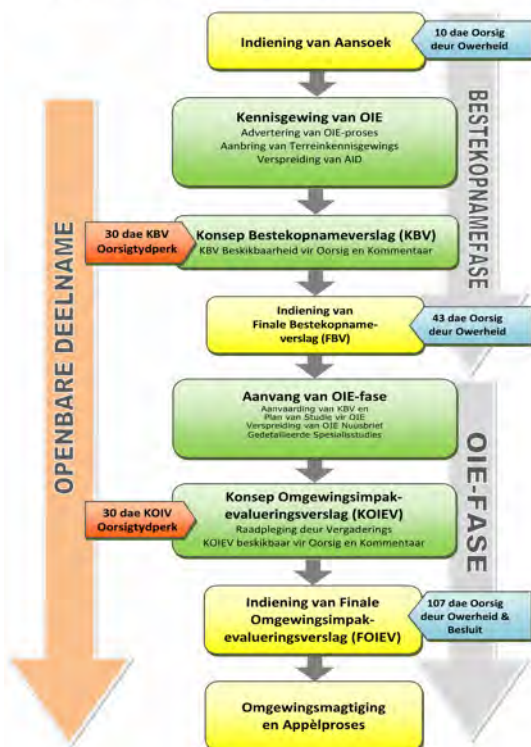 Indiening van Aansoek
10 dae Oorsig
deur Owerheid
BESTEKOPNAMEFASE
Kennisgewing van OIE
Advertering van OIE-proses
Aanbring van Terreinkennisgewings
Verspreiding van AID
OPENBARE DEELNAME
30 dae KBV
Oorsigtydperk
Konsep Bestekopnameverslag (KBV)
KBV Beskikbaarheid vir Oorsig en Kommentaar
Indiening van
Finale Bestekopname-
verslag (FBV)
43 dae Oorsig
deur Owerheid
Aanvang van OIE-fase
Aanvaarding van KBV en
Plan van Studie vir OIE
Verspreiding van OIE Nuusbrief
Gedetailleerde Spesialisstudies
OIE-FASE
30 dae KOIV
Oorsigtydperk
Konsep Omgewingsimpak-
evalueringsverslag (KOIEV)
Raadpleging deur Vergaderings
KOIEV beskikbaar vir Oorsig en Kommentaar
Indiening van Finale
Omgewingsimpak-
evalueringsverslag (FOIEV)
107 dae Oorsig
deur Owerheid &
Besluit
Omgewingsmagtiging
en Appèlproses